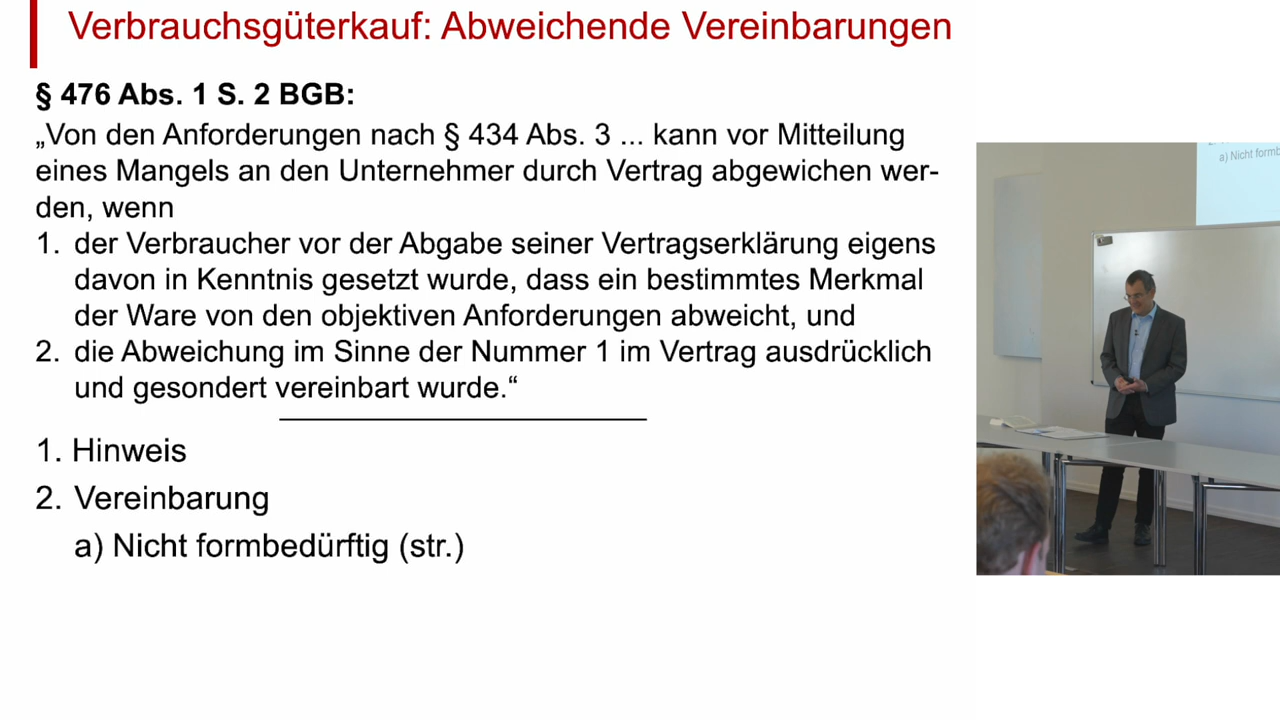 Verbrauchsgüterkauf: Abweichende Vereinbarungen
§ 476 Abs. 1 S. 2 BGB:
„Von den Anforderungen nach § 434 Abs. 3 ... kann vor Mitteilung
eines Mangels an den Unternehmer durch Vertrag abgewichen wer-
den, wenn
1. der Verbraucher vor der Abgabe seiner Vertragserklärung eigens
davon in Kenntnis gesetzt wurde, dass ein bestimmtes Merkmal
der Ware von den objektiven Anforderungen abweicht, und
2. die Abweichung im Sinne der Nummer 1 im Vertrag ausdrücklich
und gesondert vereinbart wurde.“
1. Hinweis
2. Vereinbarung
a) Nicht formbedürftig (str.)
a) Nicht